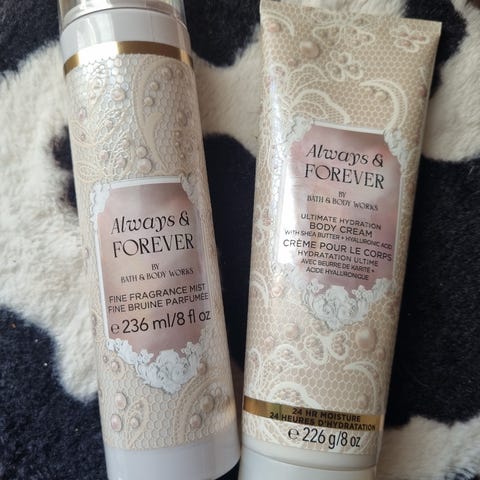 Always &
FOREVER
BY
BATH & BODY WORKS
FINE FRAGRANCE MIST
FINE BRUINE PARFUMÉE
℮ 236 ml/8 fl oz
Always &
FOREVER
BY
BATH & BODY WORKS
ULTIMATE HYDRATION
BODY CREAM
WITH SHEA BUTTER + HYALURONIC ACID
CRÈME POUR LE CORPS
HYDRATATION ULTIME
AVEC BEURRE DE KARITÉ +
ACIDE HYALURONIQUE
24 HR MOISTURE
24 HEURES D'HYDRATATION
℮ 226 g/8 oz